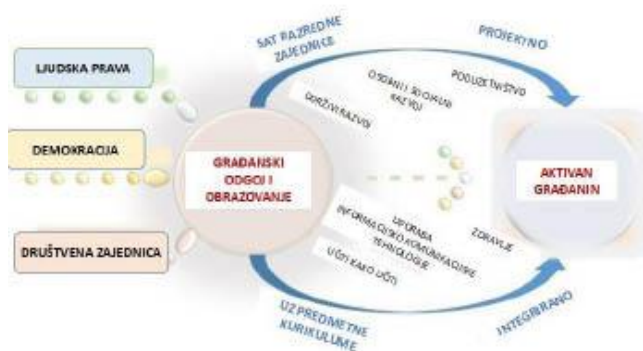 SAT RAZREDNE
ZAJEDNICE
PROJEKTNO
LJUDSKA PRAVA
DEMOKRACIJA
DRUŠTVENA ZAJEDNICA
GRAĐANSKI
ODGOJ I
OBRAZOVANJE
ODRŽIVI RAZVOJ
OSOBNI I SOCIJALNI
RAZVOJ
PODUZETNIŠTVO
AKTIVAN
GRAĐANIN
UPORABA
INFORMACIJSKO KOMUNIKACIJSKE
TEHNOLOGIJE
UČITI KAKO UČITI
ZDRAVLJE
UZ PREDMETNE
KURIKULUME
INTEGRIRANO